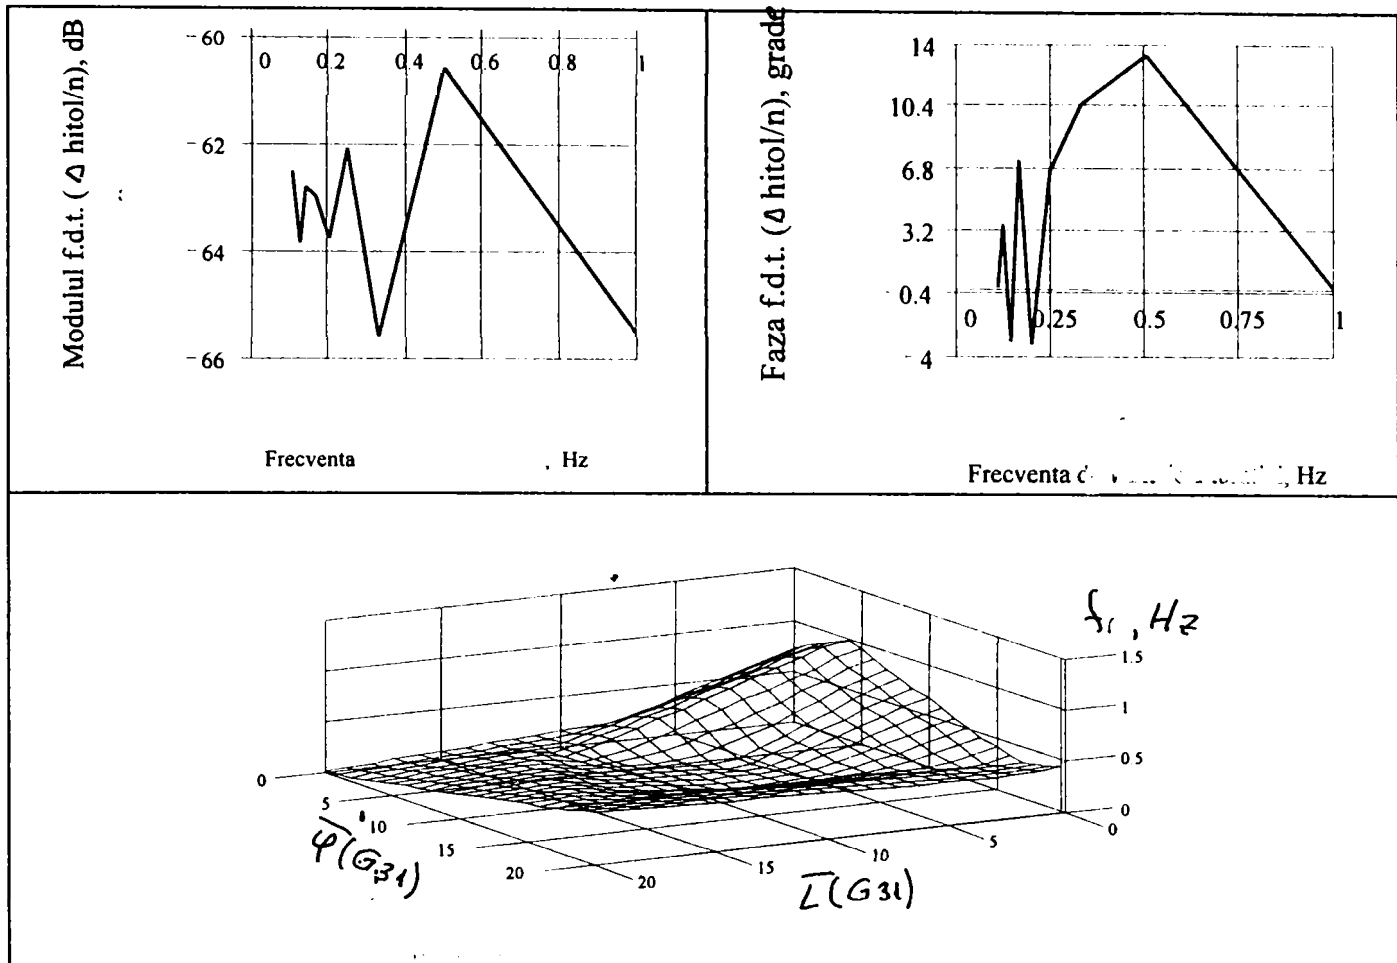 Modulul f.d.t. (Δ hitol/n), dB
-60
-62
-64
-66
0 0.2 0.4 0.6 0.8 1
Frecventa , Hz
Faza f.d.t. (Δ hitol/n), grade
14
10.4
6.8
3.2
0.4
4
0 0.25 0.5 0.75 1
Frecventa , Hz
f₁, Hz
1.5
1
0 5
0
0
5
10
15
20
φ(G31)
20
15
10
5
0
L(G31)